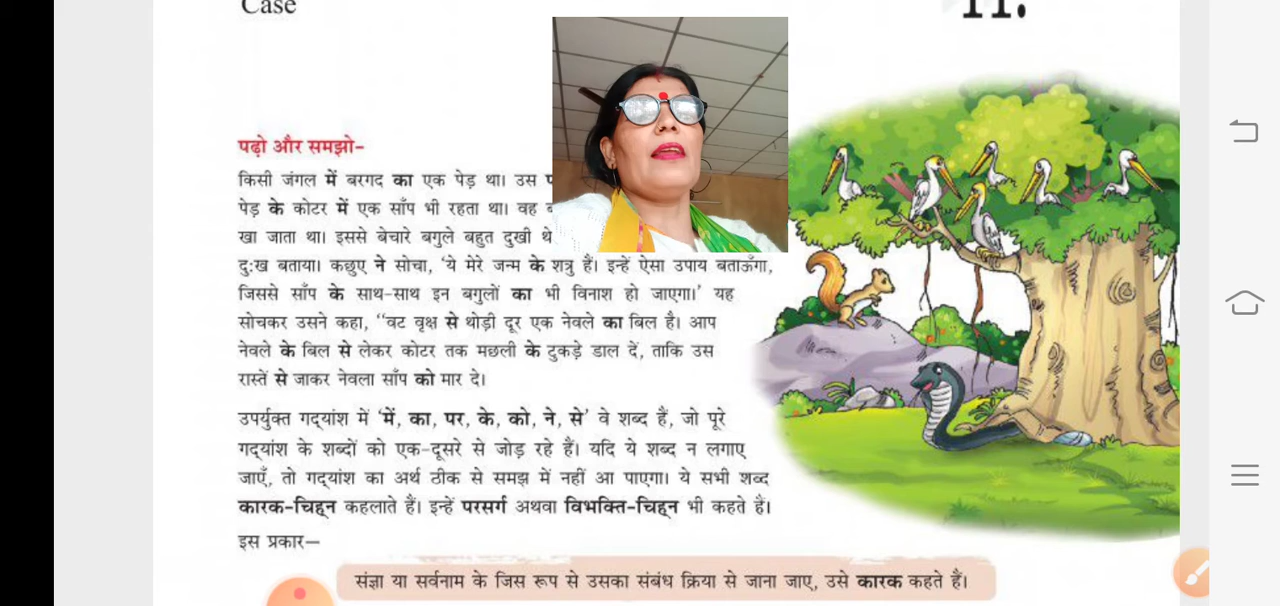 Case
11.
पढ़ो और समझो–
किसी जंगल में बरगद का एक पेड़ था। उस
पेड़ के कोटर में एक साँप भी रहता था। वह
खा जाता था। इससे बेचारे बगुले बहुत दुखी थे
दु:ख बताया। कछुए ने सोचा, ‘ये मेरे जन्म के शत्रु हैं। इन्हें ऐसा उपाय बताऊँगा,
जिससे साँप के साथ-साथ इन बगुलों का भी विनाश हो जाएगा।’ यह
सोचकर उसने कहा, ‘‘वट वृक्ष से थोड़ी दूर एक नेवले का बिल है। आप
नेवले के बिल से लेकर कोटर तक मछली के टुकड़े डाल दें, ताकि उस
रास्तें से जाकर नेवला साँप को मार दे।
उपर्युक्त गद्‌यांश में ‘में, का, पर, के, को, ने, से’ वे शब्द हैं, जो पूरे
गद्‌यांश के शब्दों को एक-दूसरे से जोड़ रहे हैं। यदि ये शब्द न लगाए
जाएँ, तो गद्‌यांश का अर्थ ठीक से समझ में नहीं आ पाएगा। ये सभी शब्द
कारक-चिह्‌न कहलाते हैं। इन्हें परसर्ग अथवा विभक्ति-चिह्‌न भी कहते हैं।
इस प्रकार—
संज्ञा या सर्वनाम के जिस रूप से उसका संबंध क्रिया से जाना जाए, उसे कारक कहते हैं।